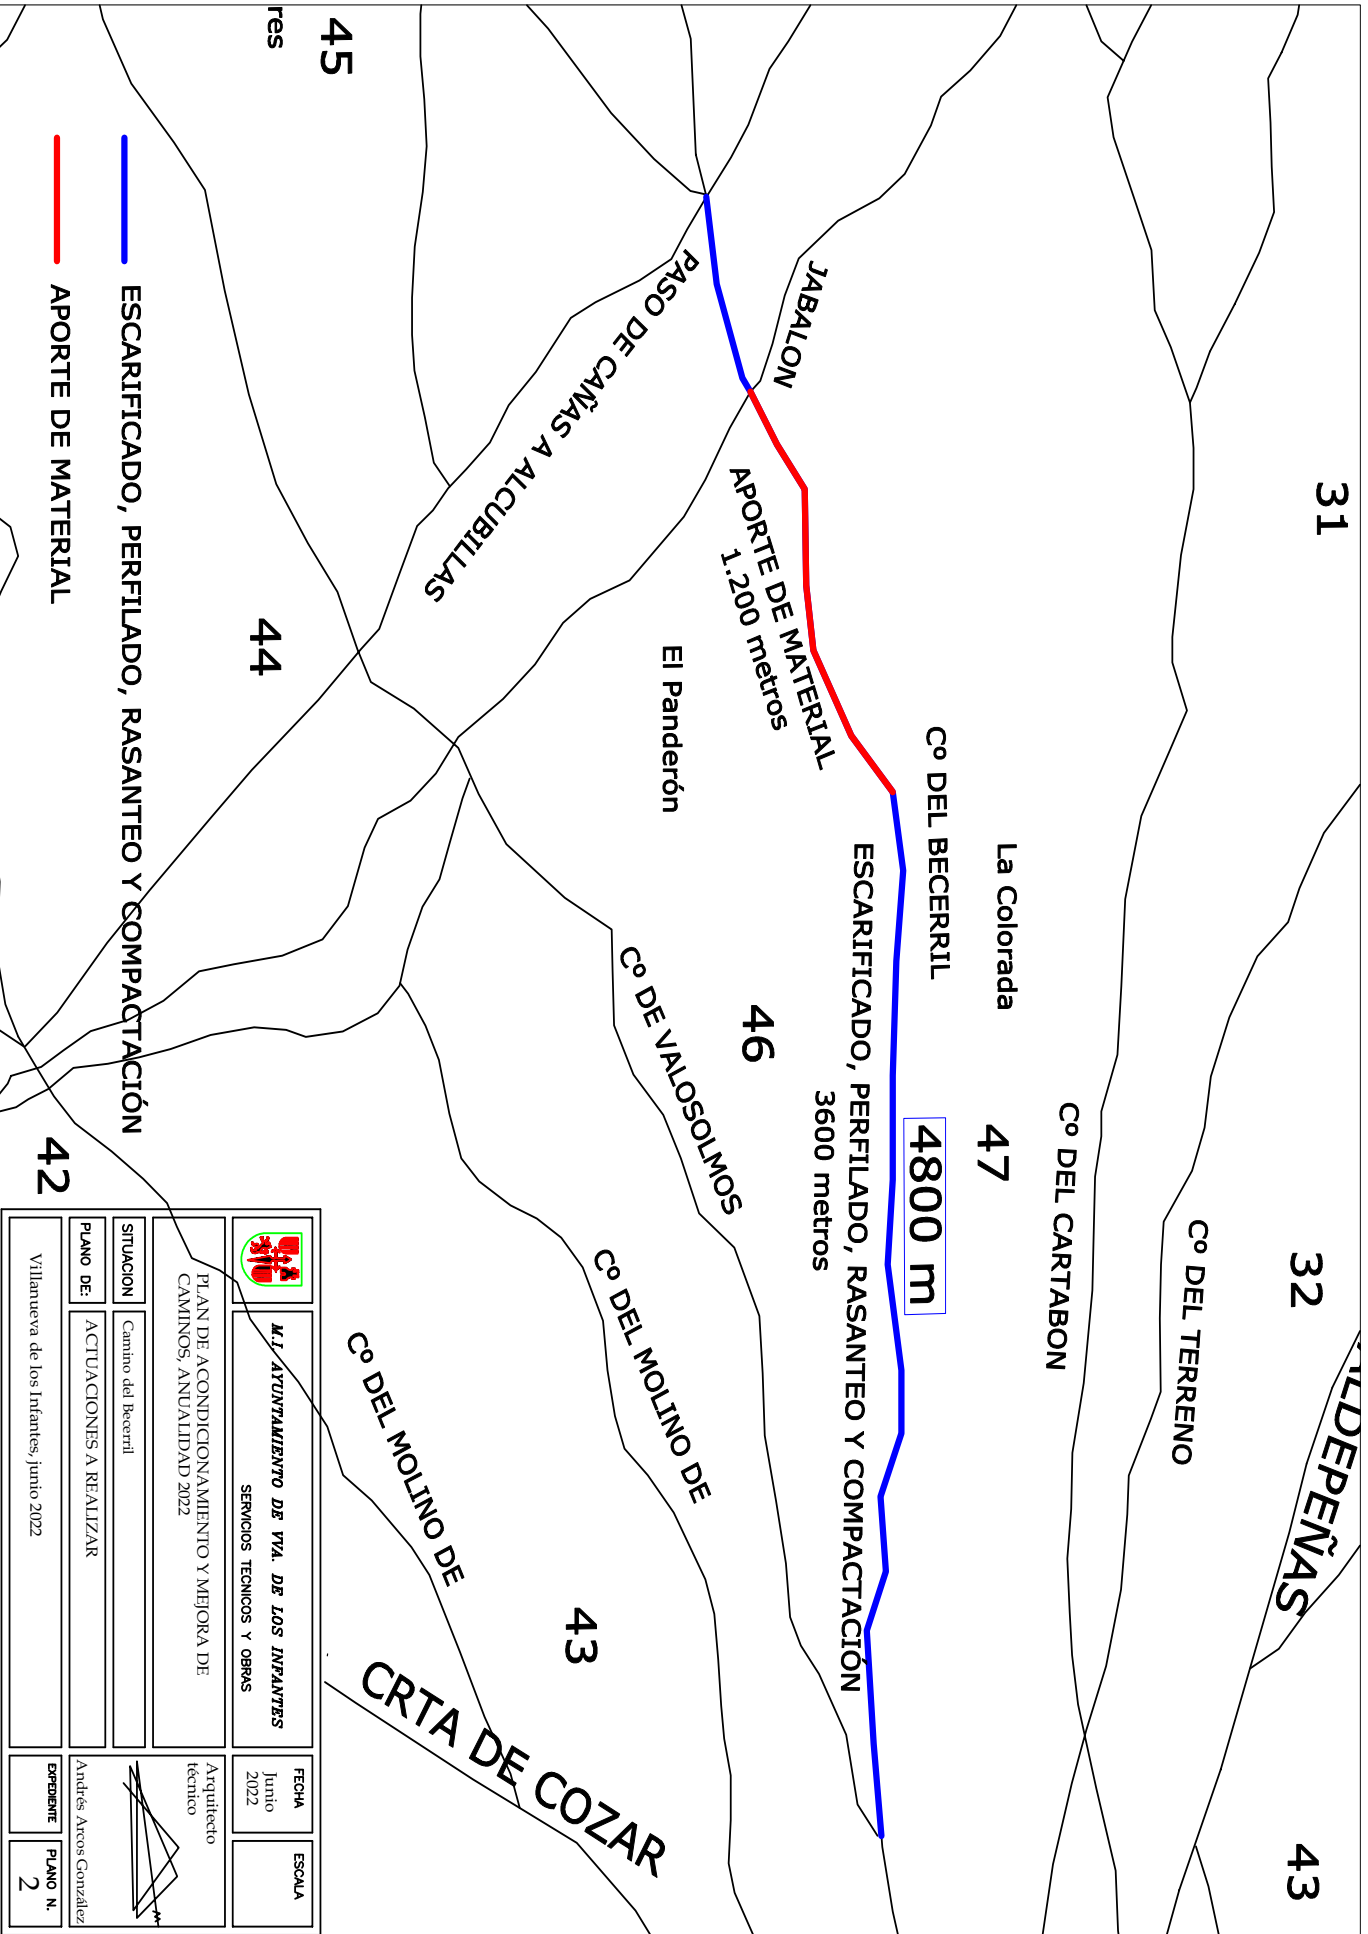 31
32
43
VALDEPEÑAS
Cº DEL TERRENO
Cº DEL CARTABON
La Colorada
47
Cº DEL BECERRIL
4800 m
ESCARIFICADO, PERFILADO, RASANTEO Y COMPACTACIÓN
3600 metros
JABALON
APORTE DE MATERIAL
1.200 metros
46
El Panderón
PASO DE CAÑAS A ALCUBILLAS
Cº DE VALOSOLMOS
Cº DEL MOLINO DE
43
CRTA DE COZAR
Cº DEL MOLINO DE
45
res
44
ESCARIFICADO, PERFILADO, RASANTEO Y COMPACTACIÓN
APORTE DE MATERIAL
42
M.I. AYUNTAMIENTO DE VVA. DE LOS INFANTES
SERVICIOS TECNICOS Y OBRAS
FECHA
Junio
2022
ESCALA
PLAN DE ACONDICIONAMIENTO Y MEJORA DE
CAMINOS, ANUALIDAD 2022
Arquitecto
técnico
SITUACION
Camino del Becerril
PLANO DE:
ACTUACIONES A REALIZAR
Andrés Arcos González
Villanueva de los Infantes, junio 2022
EXPEDIENTE
PLANO N.
2